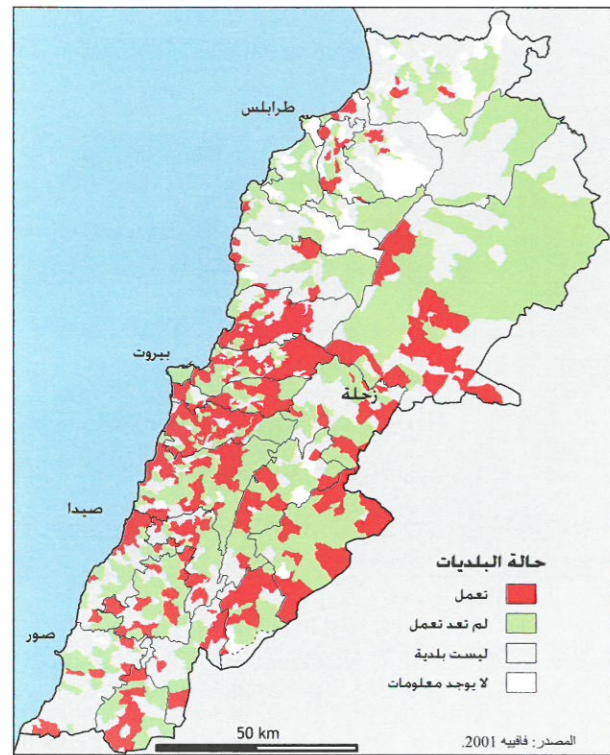 طرابلس
بيروت
زحلة
صيدا
صور
حالة البلديات
تعمل
لم تعد تعمل
ليست بلدية
لا يوجد معلومات
50 km
المصدر: فافييه 2001.